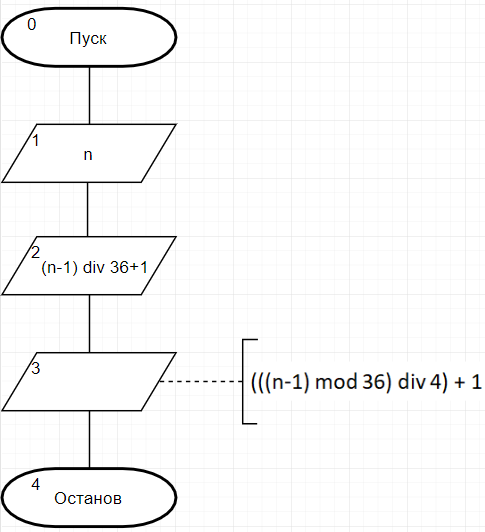 0
Пуск
1
n
2
(n-1) div 36+1
3
(((n-1) mod 36) div 4) + 1
4
Останов